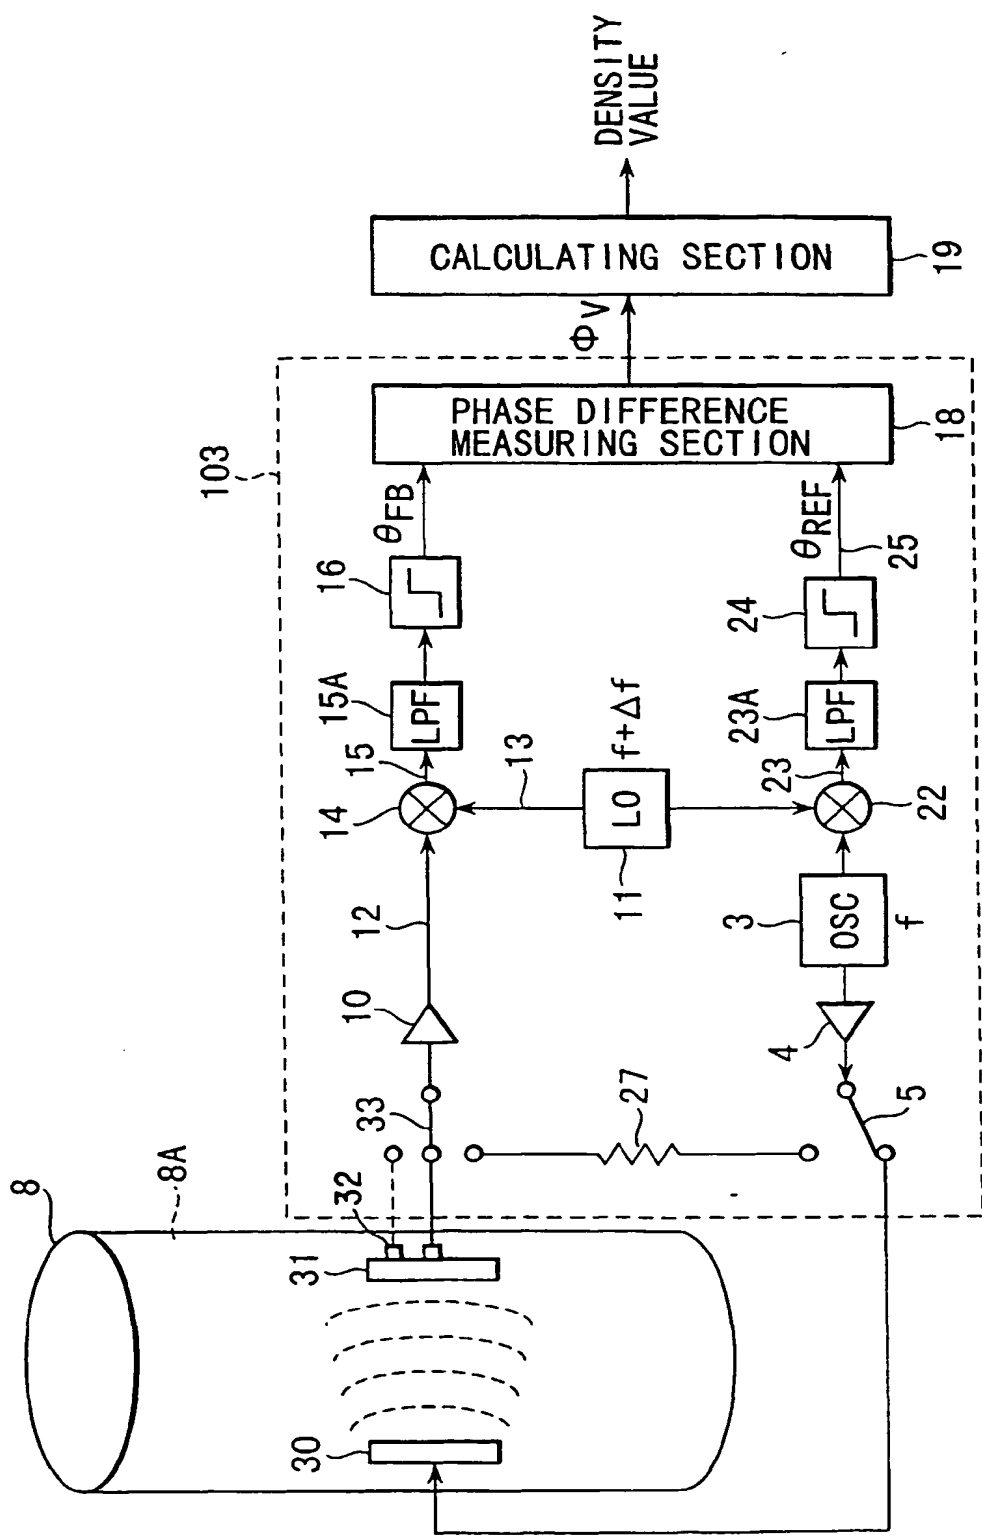 8
8A
103
30
31
32
33
10
12
14
15
15A
LPF
16
θFB
13
LO
f+Δf
11
27
5
4
3
OSC
f
22
23
23A
LPF
24
25
θREF
PHASE DIFFERENCE
MEASURING SECTION
18
ΦV
CALCULATING SECTION
19
DENSITY
VALUE